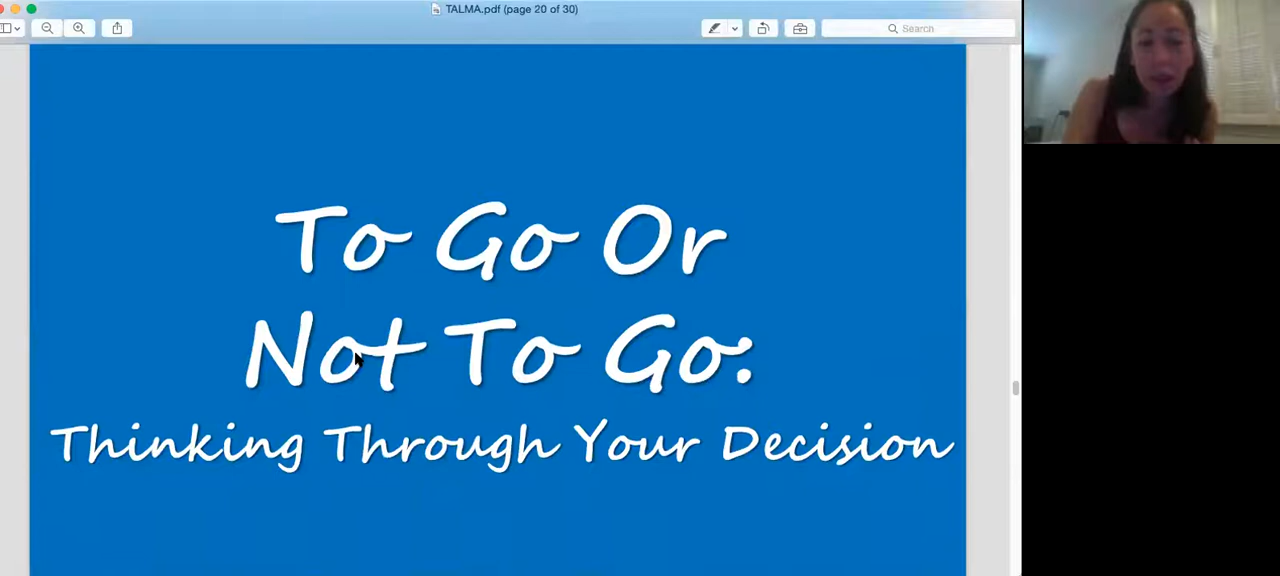 TALMA.pdf (page 20 of 30)
Search
To Go Or
Not To Go:
Thinking Through Your Decision